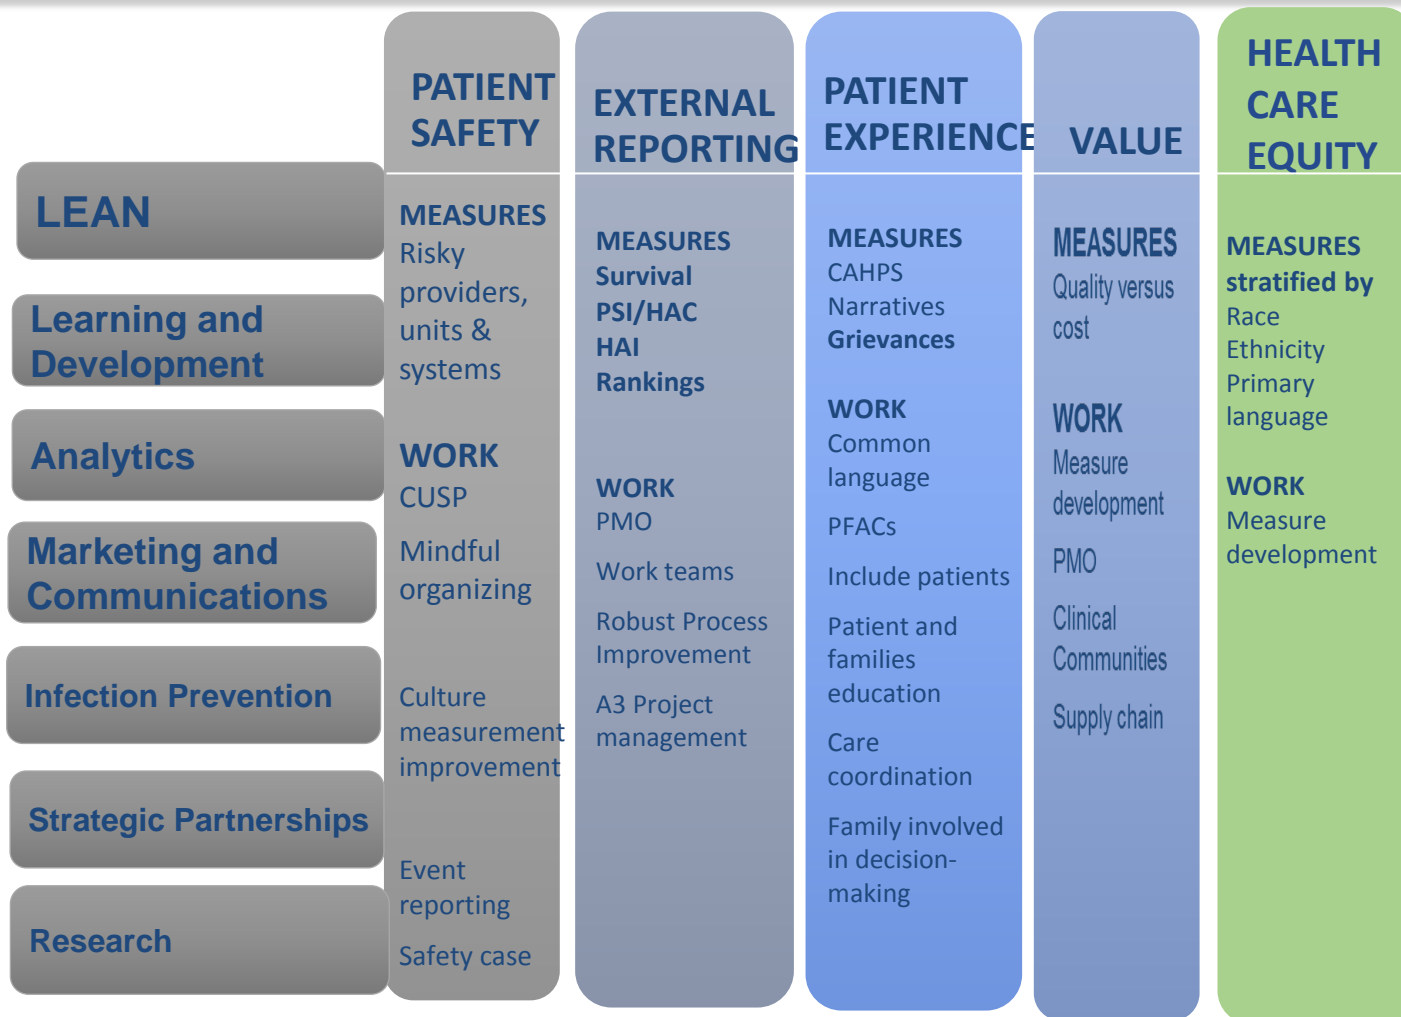 LEAN
Learning and
Development
Analytics
Marketing and
Communications
Infection Prevention
Strategic Partnerships
Research
PATIENT
SAFETY
MEASURES
Risky
providers,
units &
systems
WORK
CUSP
Mindful
organizing
Culture
measurement
improvement
Event
reporting
Safety case
EXTERNAL
REPORTING
MEASURES
Survival
PSI/HAC
HAI
Rankings
WORK
PMO
Work teams
Robust Process
Improvement
A3 Project
management
PATIENT
EXPERIENCE
MEASURES
CAHPS
Narratives
Grievances
WORK
Common
language
PFACs
Include patients
Patient and
families
education
Care
coordination
Family involved
in decision-
making
VALUE
MEASURES
Quality versus
cost
WORK
Measure
development
PMO
Clinical
Communities
Supply chain
HEALTH
CARE
EQUITY
MEASURES
stratified by
Race
Ethnicity
Primary
language
WORK
Measure
development